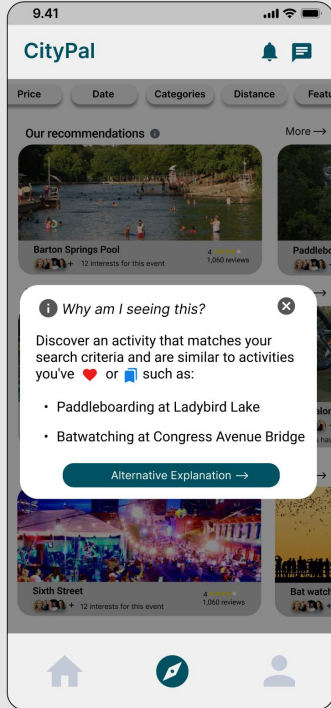 9.41
CityPal
Price Date Categories Distance Featu
Our recommendations More →
Barton Springs Pool 4 Paddlebo
+ 12 interests for this event 1,060 reviews
Why am I seeing this?
Discover an activity that matches your
search criteria and are similar to activities
you've or such as:
• Paddleboarding at Ladybird Lake
• Batwatching at Congress Avenue Bridge
Alternative Explanation →
Sixth Street 4 Bat watch
+ 12 interests for this event 1,060 reviews